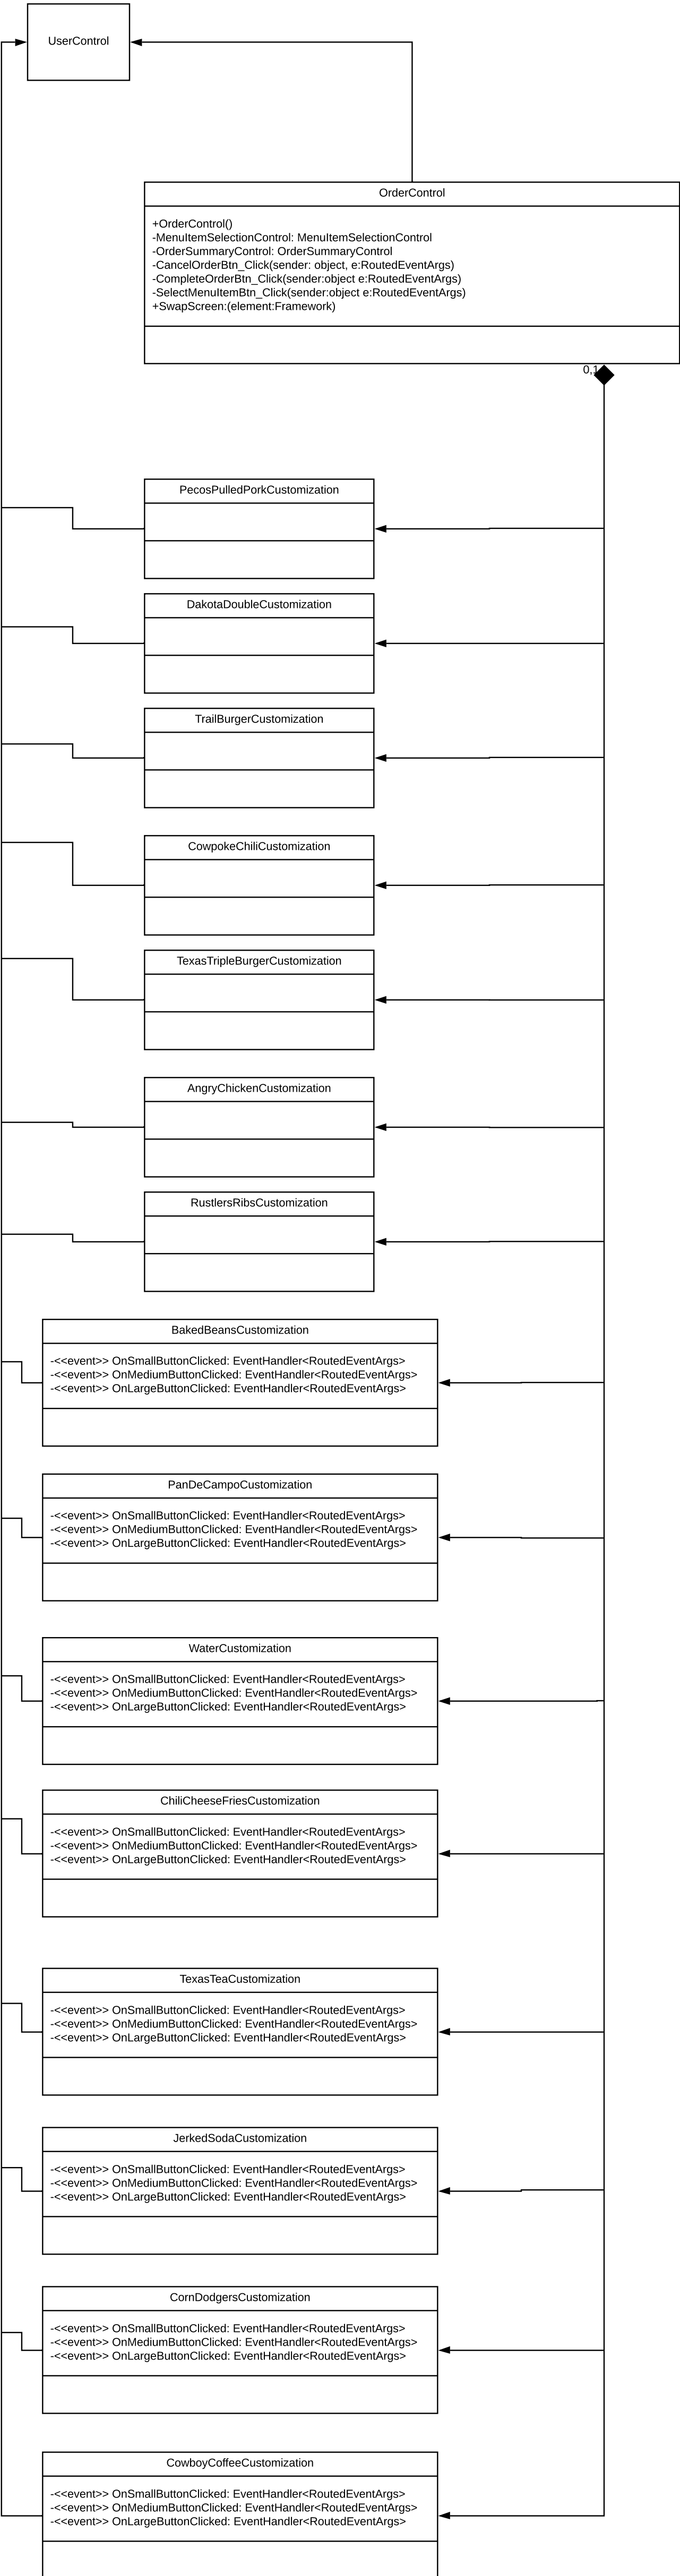 UserControl
OrderControl
+OrderControl()
-MenuItemSelectionControl: MenuItemSelectionControl
-OrderSummaryControl: OrderSummaryControl
-CancelOrderBtn_Click(sender: object, e:RoutedEventArgs)
-CompleteOrderBtn_Click(sender:object e:RoutedEventArgs)
-SelectMenuItemBtn_Click(sender:object e:RoutedEventArgs)
+SwapScreen:(element:Framework)
0,1
PecosPulledPorkCustomization
DakotaDoubleCustomization
TrailBurgerCustomization
CowpokeChiliCustomization
TexasTripleBurgerCustomization
AngryChickenCustomization
RustlersRibsCustomization
BakedBeansCustomization
-<<event>> OnSmallButtonClicked: EventHandler<RoutedEventArgs>
-<<event>> OnMediumButtonClicked: EventHandler<RoutedEventArgs>
-<<event>> OnLargeButtonClicked: EventHandler<RoutedEventArgs>
PanDeCampoCustomization
-<<event>> OnSmallButtonClicked: EventHandler<RoutedEventArgs>
-<<event>> OnMediumButtonClicked: EventHandler<RoutedEventArgs>
-<<event>> OnLargeButtonClicked: EventHandler<RoutedEventArgs>
WaterCustomization
-<<event>> OnSmallButtonClicked: EventHandler<RoutedEventArgs>
-<<event>> OnMediumButtonClicked: EventHandler<RoutedEventArgs>
-<<event>> OnLargeButtonClicked: EventHandler<RoutedEventArgs>
ChiliCheeseFriesCustomization
-<<event>> OnSmallButtonClicked: EventHandler<RoutedEventArgs>
-<<event>> OnMediumButtonClicked: EventHandler<RoutedEventArgs>
-<<event>> OnLargeButtonClicked: EventHandler<RoutedEventArgs>
TexasTeaCustomization
-<<event>> OnSmallButtonClicked: EventHandler<RoutedEventArgs>
-<<event>> OnMediumButtonClicked: EventHandler<RoutedEventArgs>
-<<event>> OnLargeButtonClicked: EventHandler<RoutedEventArgs>
JerkedSodaCustomization
-<<event>> OnSmallButtonClicked: EventHandler<RoutedEventArgs>
-<<event>> OnMediumButtonClicked: EventHandler<RoutedEventArgs>
-<<event>> OnLargeButtonClicked: EventHandler<RoutedEventArgs>
CornDodgersCustomization
-<<event>> OnSmallButtonClicked: EventHandler<RoutedEventArgs>
-<<event>> OnMediumButtonClicked: EventHandler<RoutedEventArgs>
-<<event>> OnLargeButtonClicked: EventHandler<RoutedEventArgs>
CowboyCoffeeCustomization
-<<event>> OnSmallButtonClicked: EventHandler<RoutedEventArgs>
-<<event>> OnMediumButtonClicked: EventHandler<RoutedEventArgs>
-<<event>> OnLargeButtonClicked: EventHandler<RoutedEventArgs>